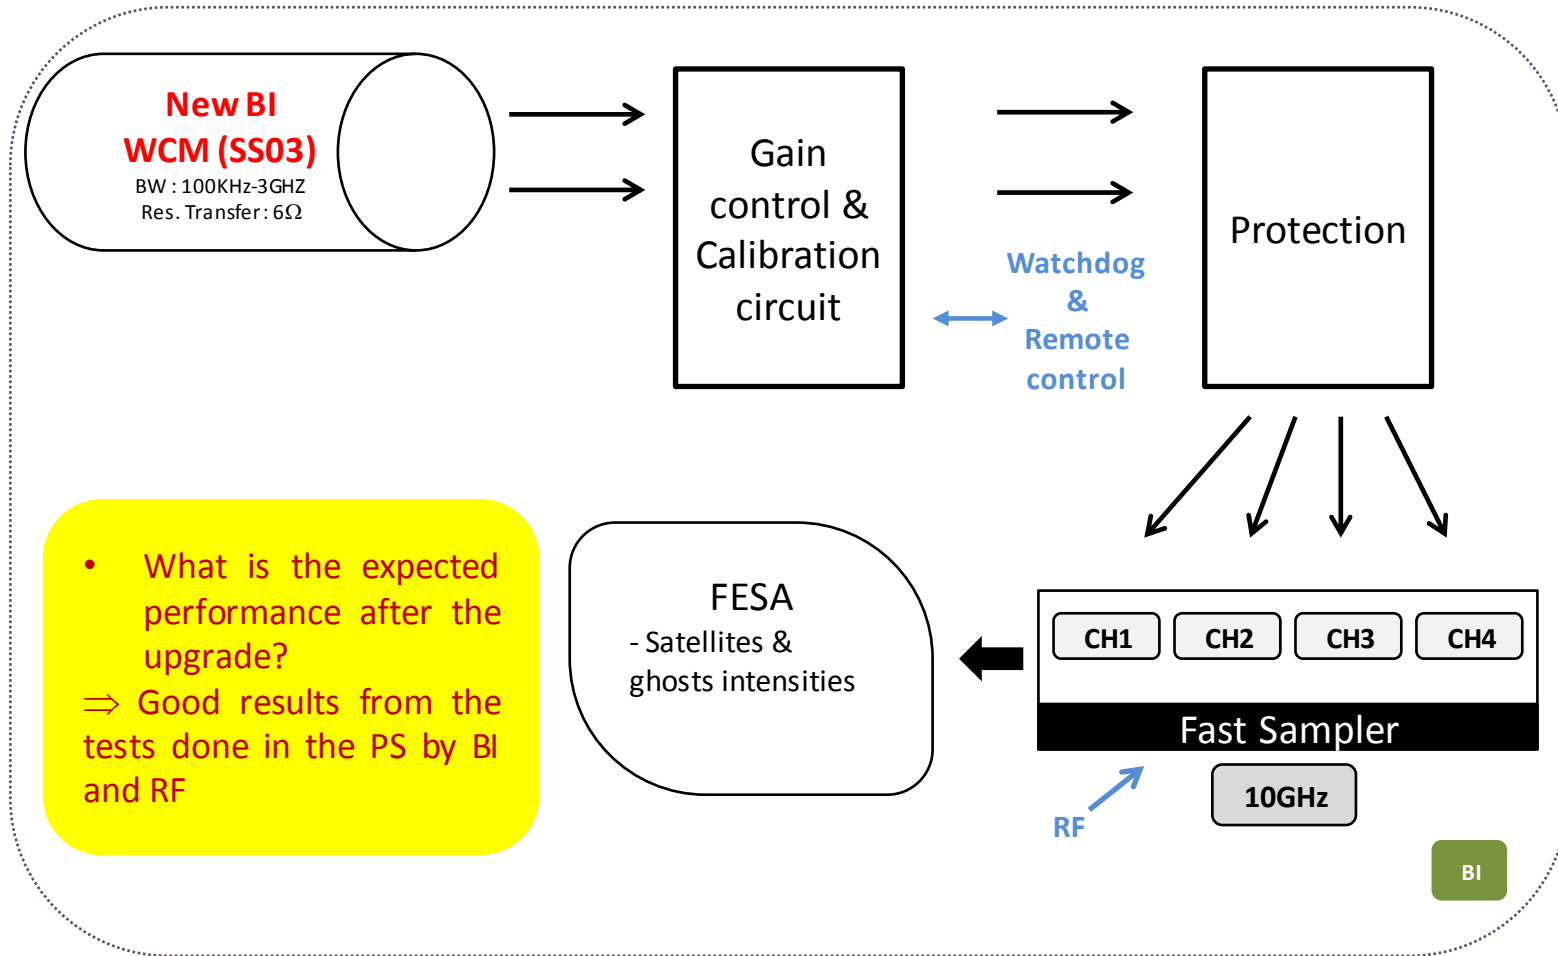 New BI
WCM (SS03)
BW : 100KHz-3GHZ
Res. Transfer : 6Ω
Gain
control &
Calibration
circuit
Watchdog
&
Remote
control
Protection
• What is the expected
performance after the
upgrade?
⇒ Good results from the
tests done in the PS by BI
and RF
FESA
- Satellites &
ghosts intensities
CH1 CH2 CH3 CH4
Fast Sampler
10GHz
RF
BI